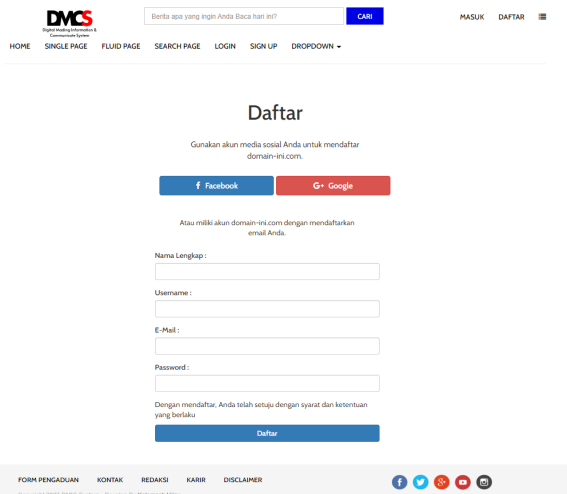 DMCS
Digital Mading Information &
Communicate System
Berita apa yang ingin Anda Baca hari ini?
CARI
MASUK DAFTAR
HOME SINGLE PAGE FLUID PAGE SEARCH PAGE LOGIN SIGN UP DROPDOWN
Daftar
Gunakan akun media sosial Anda untuk mendaftar
domain-ini.com.
f Facebook
G+ Google
Atau miliki akun domain-ini.com dengan mendaftarkan
email Anda.
Nama Lengkap :
Username :
E-Mail :
Password :
Dengan mendaftar, Anda telah setuju dengan syarat dan ketentuan
yang berlaku
Daftar
FORM PENGADUAN KONTAK REDAKSI KARIR DISCLAIMER